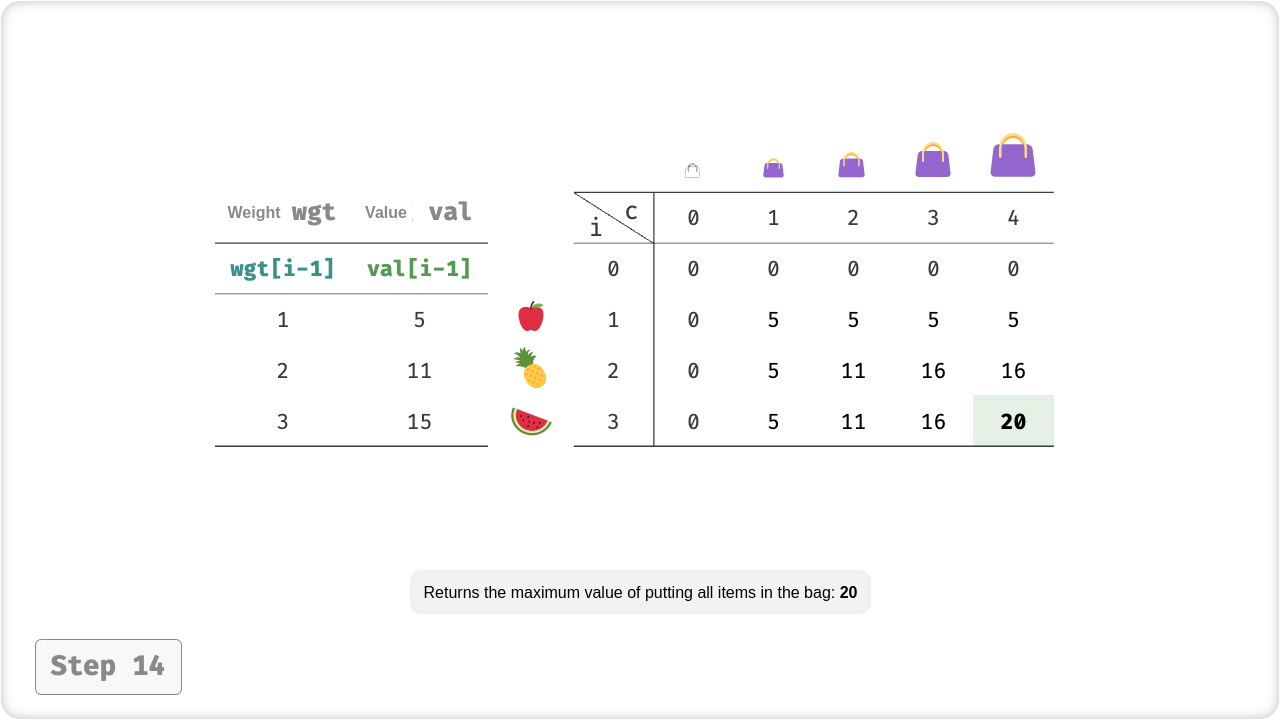 Weight wgt Value val
wgt[i-1] val[i-1]
1 5
2 11
3 15
i c 0 1 2 3 4
0 0 0 0 0 0
1 0 5 5 5 5
2 0 5 11 16 16
3 0 5 11 16 20
Returns the maximum value of putting all items in the bag: 20
Step 14